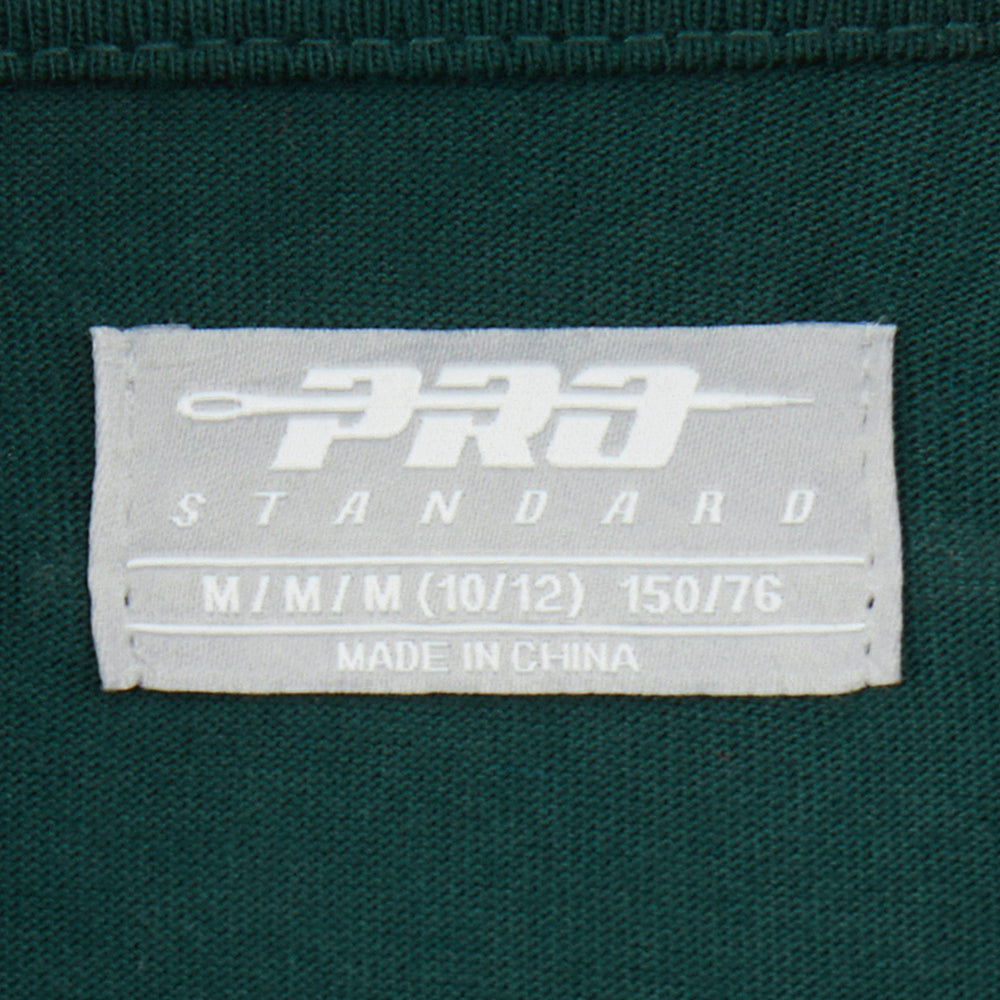 PRO
STANDARD
M/M/M (10/12) 150/76
MADE IN CHINA